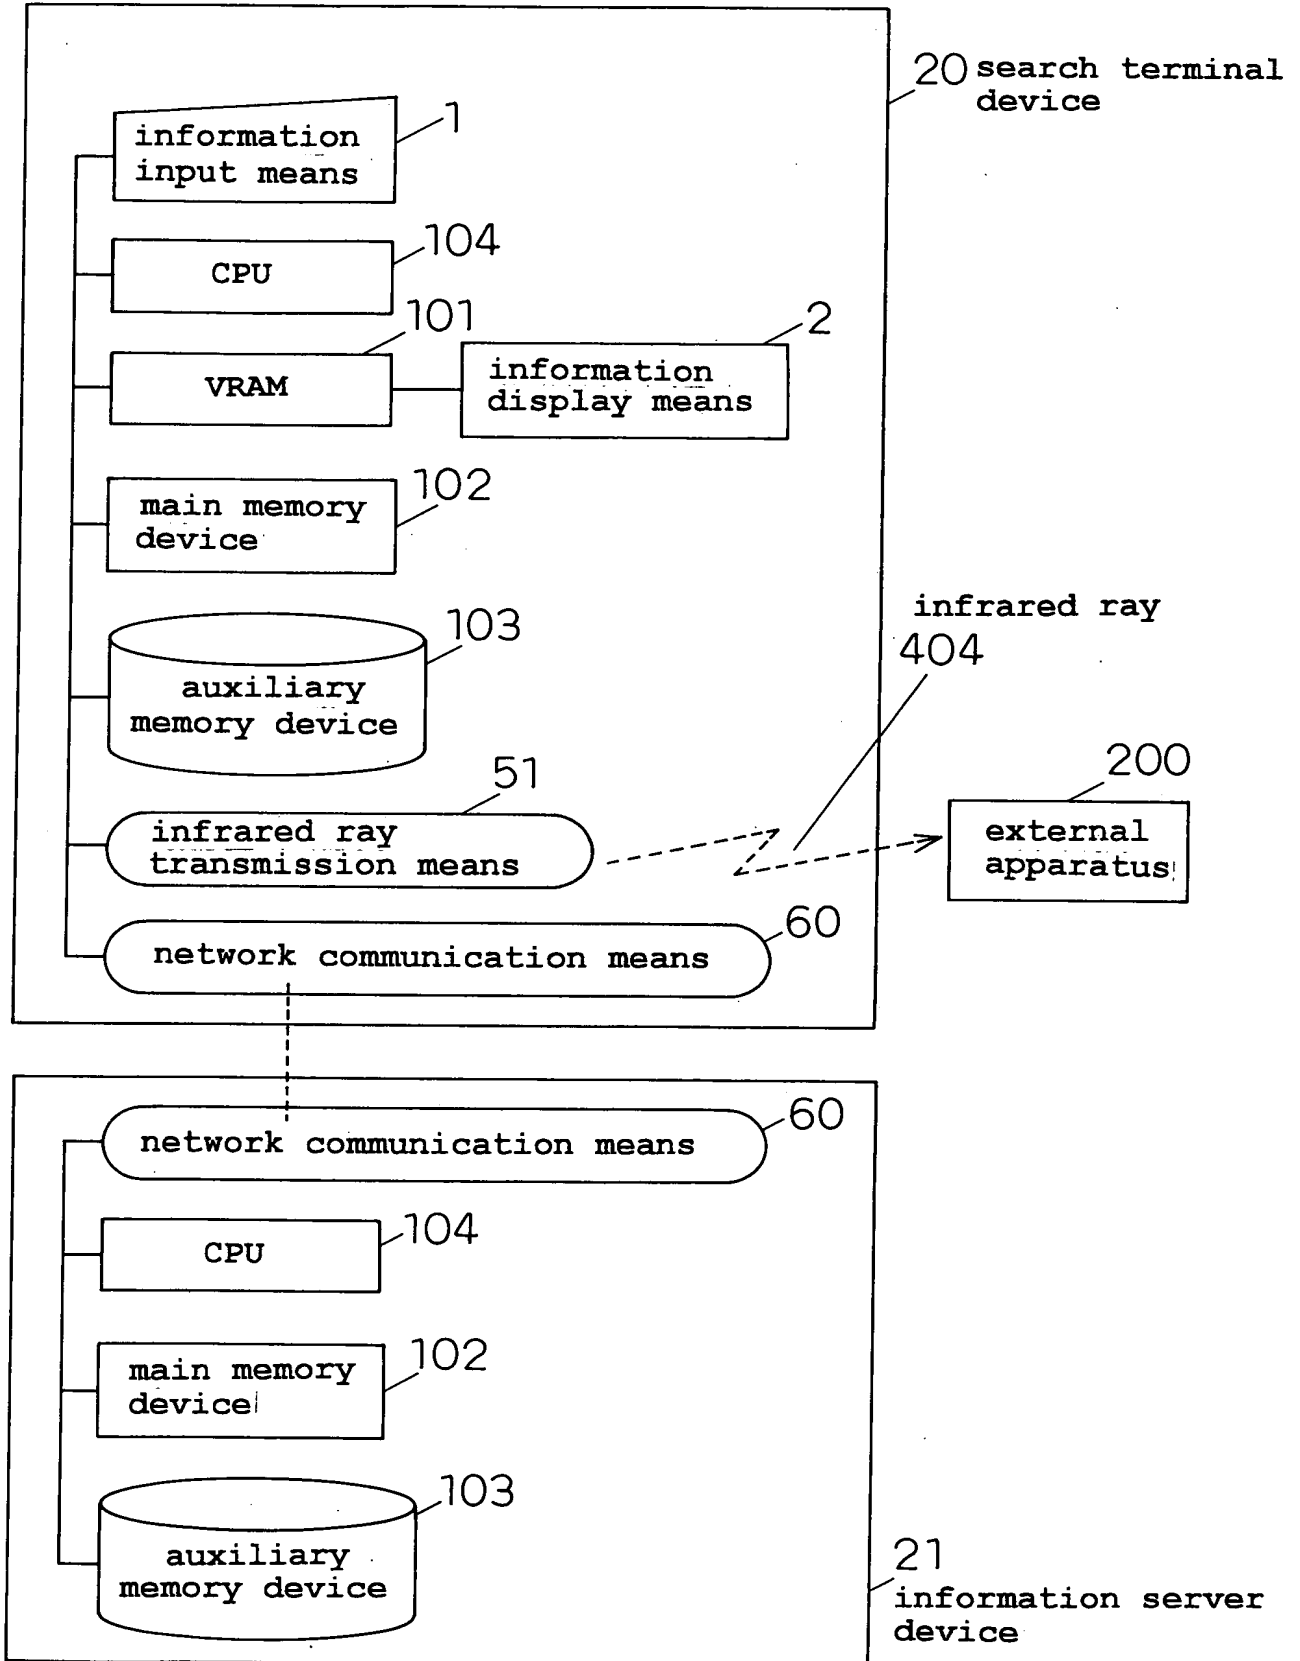 20 search terminal
device
1
information
input means
104
CPU
101
VRAM
2
information
display means
102
main memory
device
103
auxiliary
memory device
infrared ray
404
51
infrared ray
transmission means
200
external
apparatus
60
network communication means
60
network communication means
104
CPU
102
main memory
device
103
auxiliary
memory device
21
information server
device